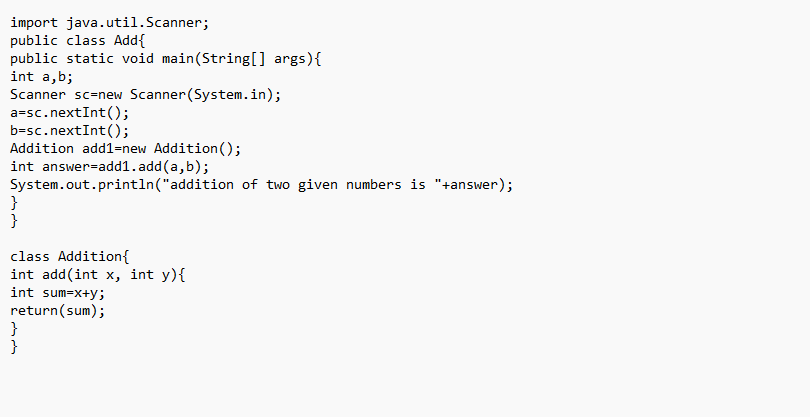 import java.util.Scanner;
public class Add{
public static void main(String[] args){
int a,b;
Scanner sc=new Scanner(System.in);
a=sc.nextInt();
b=sc.nextInt();
Addition add1=new Addition();
int answer=add1.add(a,b);
System.out.println("addition of two given numbers is "+answer);
}
}

class Addition{
int add(int x, int y){
int sum=x+y;
return(sum);
}
}